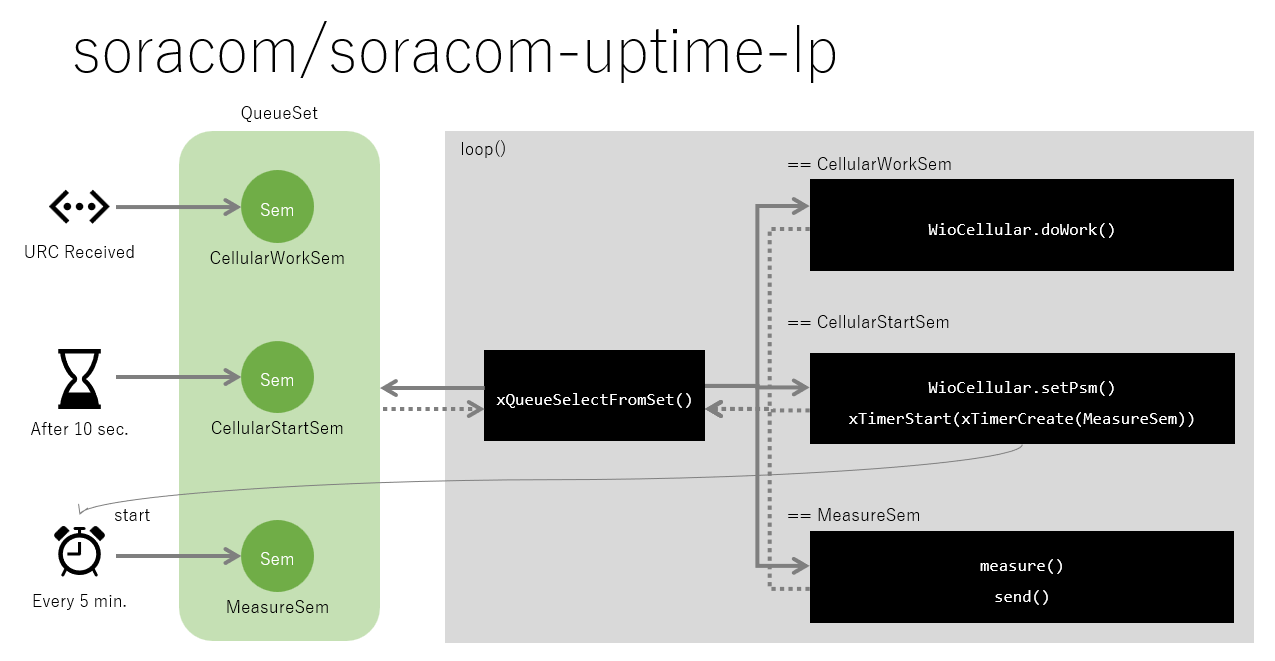 soracom/soracom-uptime-lp
QueueSet
loop()
== CellularWorkSem
Sem
WioCellular.doWork()
URC Received
CellularWorkSem
== CellularStartSem
Sem
xQueueSelectFromSet()
WioCellular.setPsm()
xTimerStart(xTimerCreate(MeasureSem))
After 10 sec.
CellularStartSem
start
== MeasureSem
Sem
measure()
send()
Every 5 min.
MeasureSem